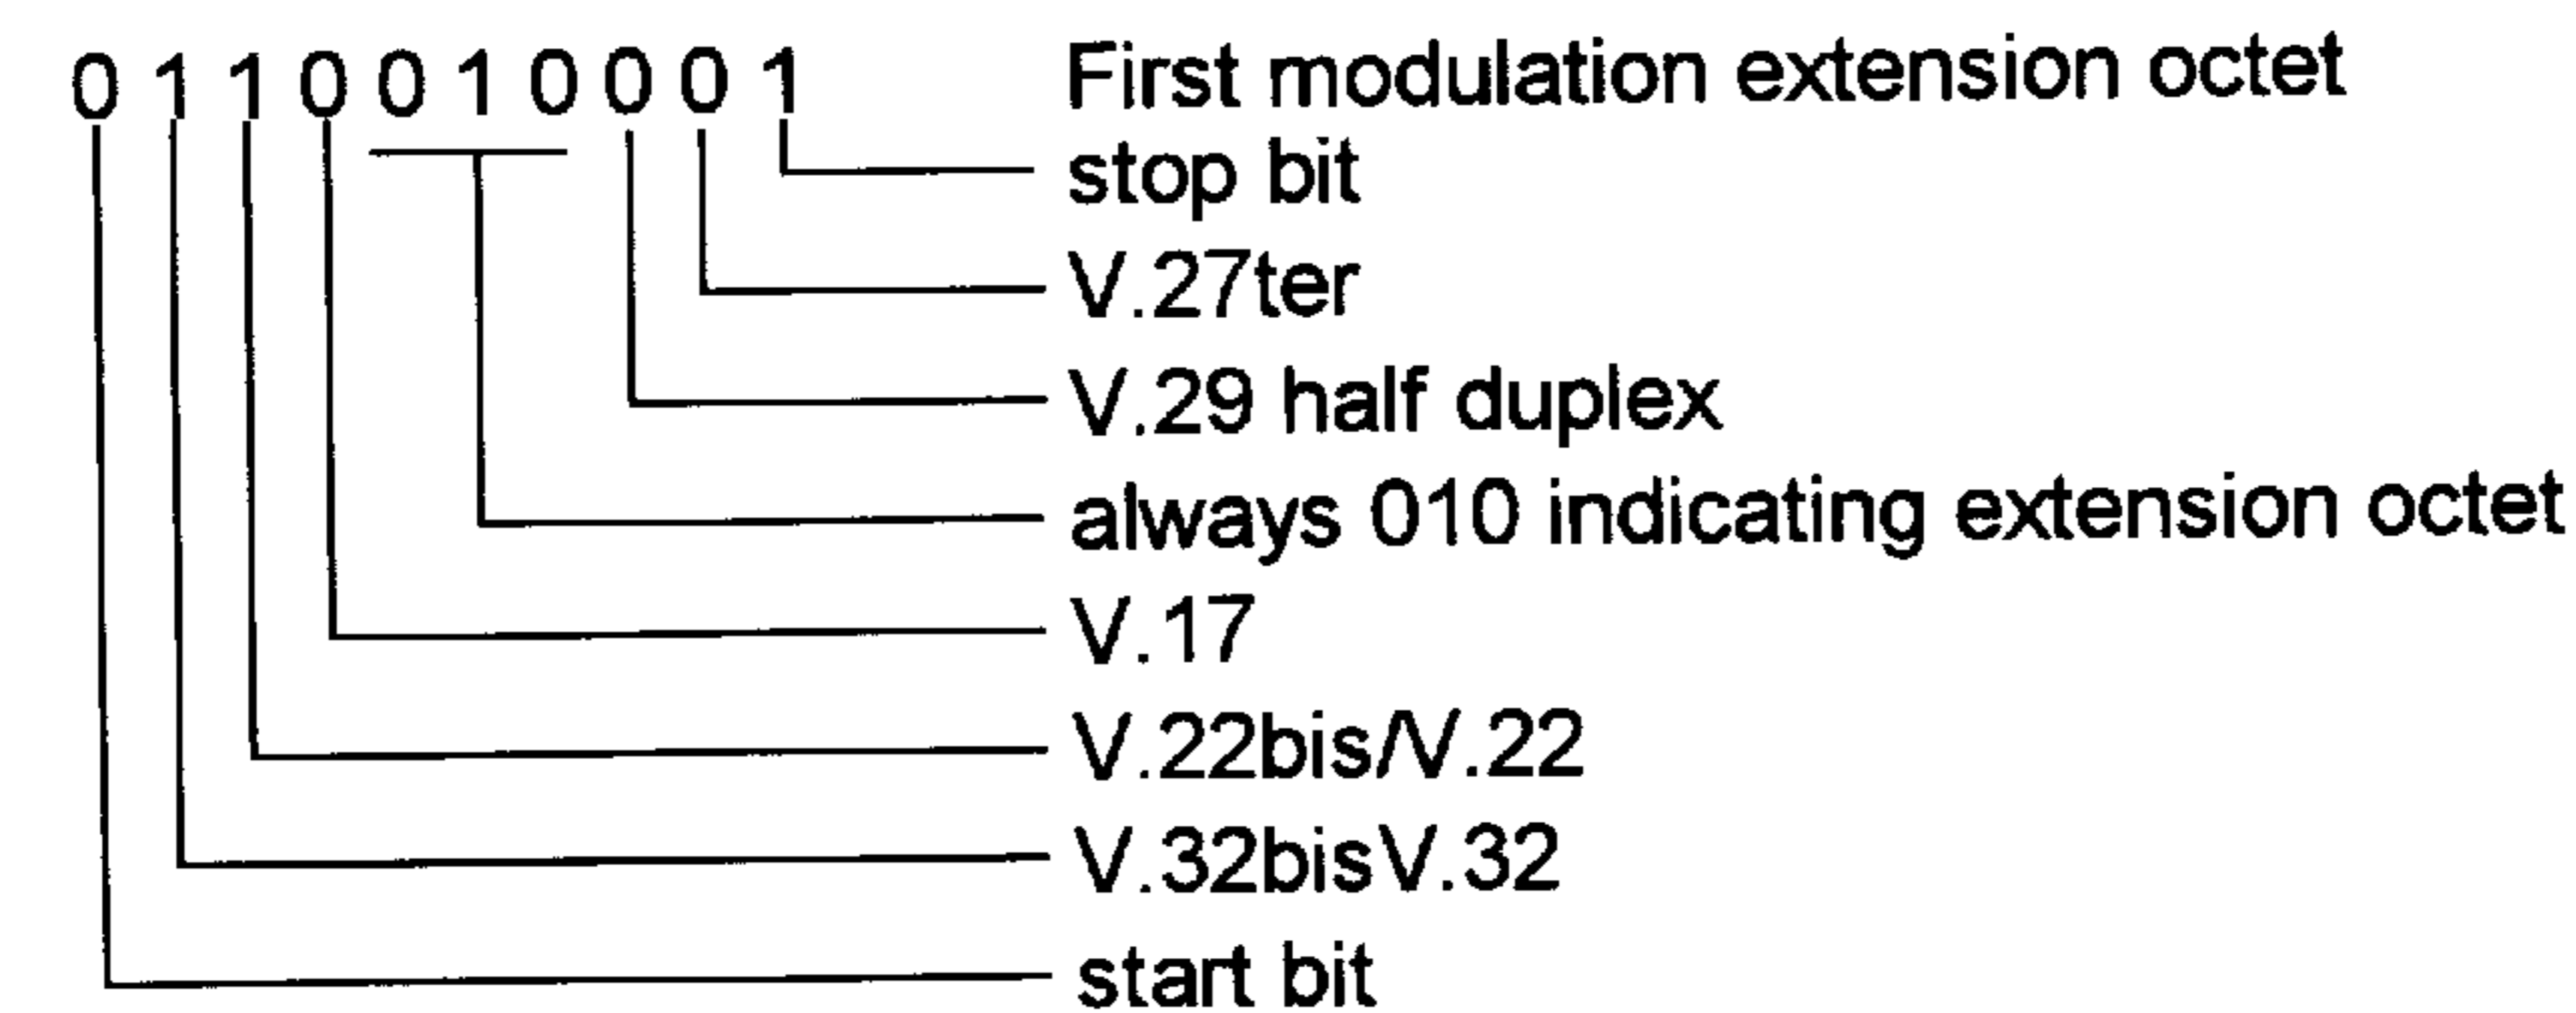 0 1 1 0 0 1 0 0 0 1 First modulation extension octet
stop bit
V.27ter
V.29 half duplex
always 010 indicating extension octet
V.17
V.22bis/V.22
V.32bisV.32
start bit